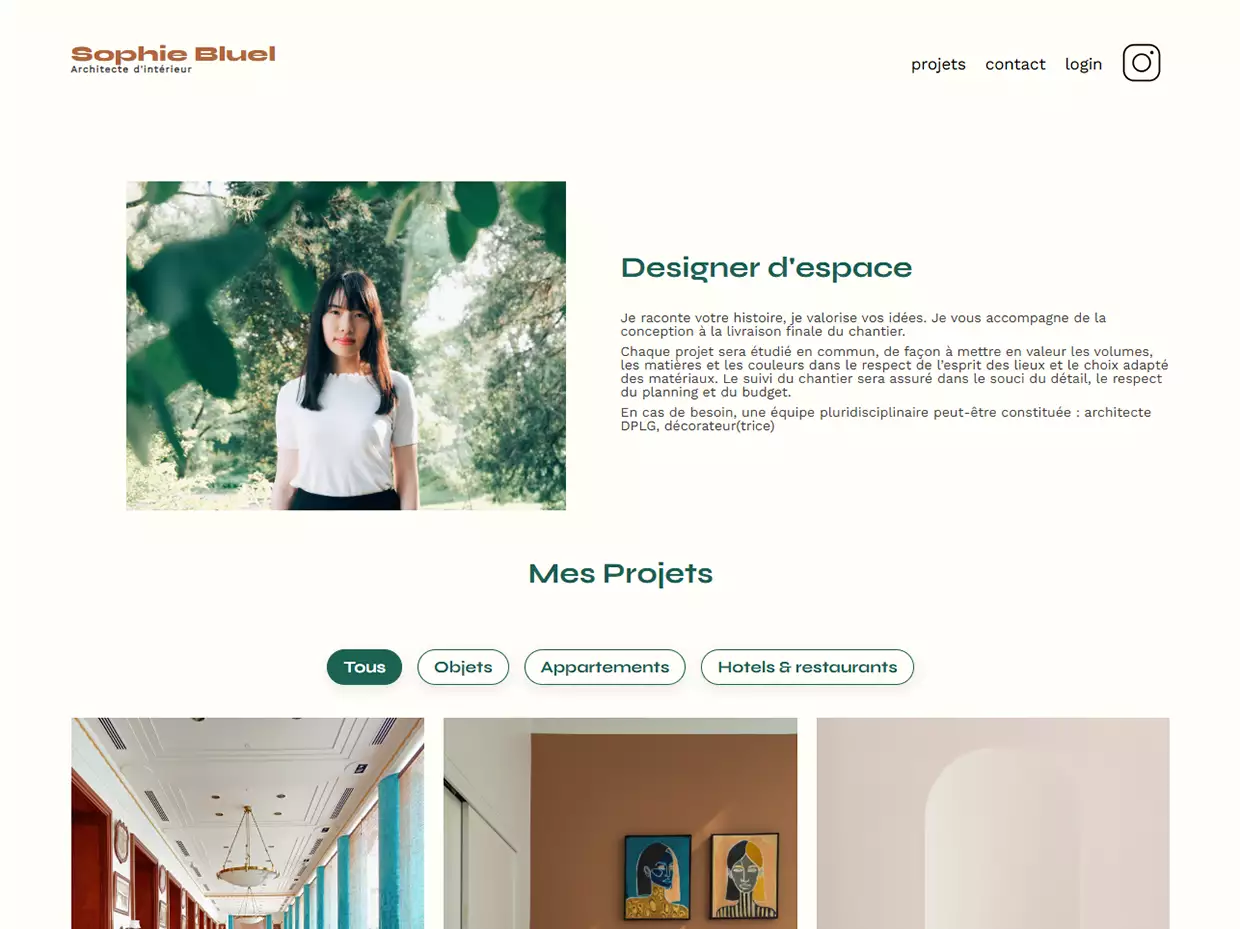 Sophie Bluel
Architecte d'intérieur
projets contact login
Designer d'espace
Je raconte votre histoire, je valorise vos idées. Je vous accompagne de la
conception à la livraison finale du chantier.
Chaque projet sera étudié en commun, de façon à mettre en valeur les volumes,
les matières et les couleurs dans le respect de l'esprit des lieux et le choix adapté
des matériaux. Le suivi du chantier sera assuré dans le souci du détail, le respect
du planning et du budget.
En cas de besoin, une équipe pluridisciplinaire peut-être constituée : architecte
DPLG, décorateur(trice)
Mes Projets
Tous Objets Appartements Hotels & restaurants